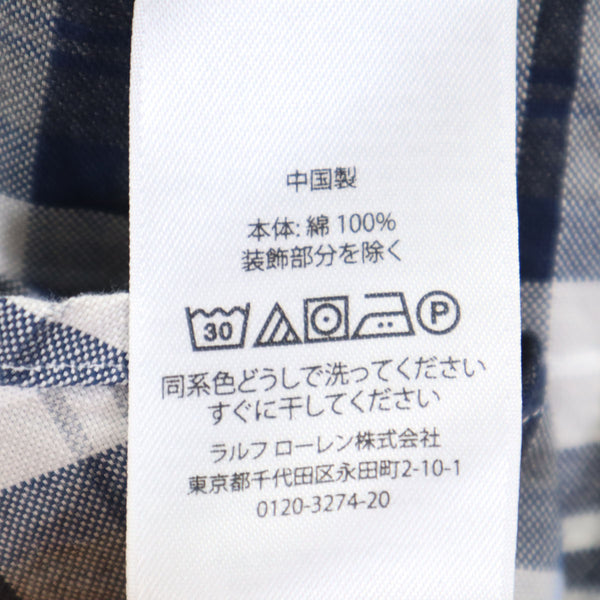 中国製
本体: 綿 100%
装飾部分を除く
30 P
同系色どうしで洗ってください
すぐに干してください
ラルフ ローレン株式会社
東京都千代田区永田町2-10-1
0120-3274-20